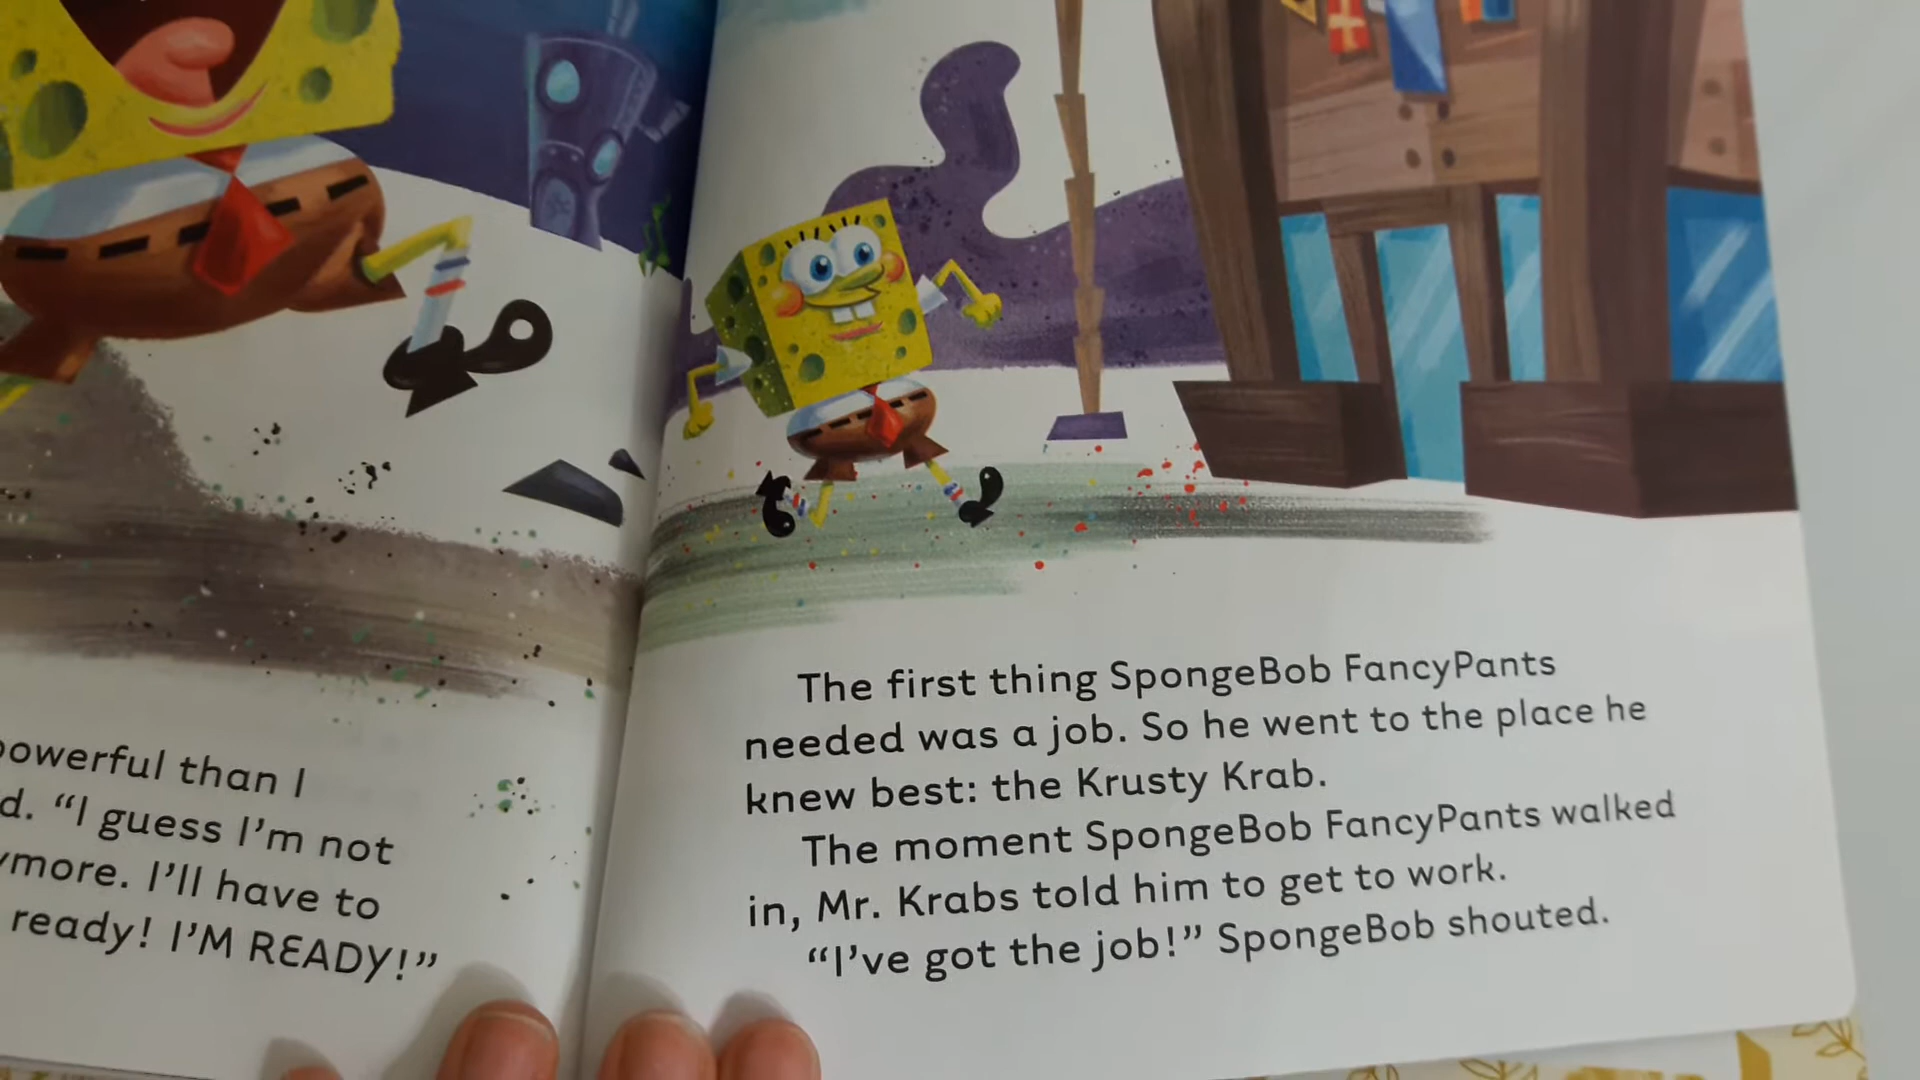 powerful than I
d. “I guess I’m not
more. I’ll have to
ready! I’M READY!”
The first thing SpongeBob FancyPants
needed was a job. So he went to the place he
knew best: the Krusty Krab.
The moment SpongeBob FancyPants walked
in, Mr. Krabs told him to get to work.
“I’ve got the job!” SpongeBob shouted.